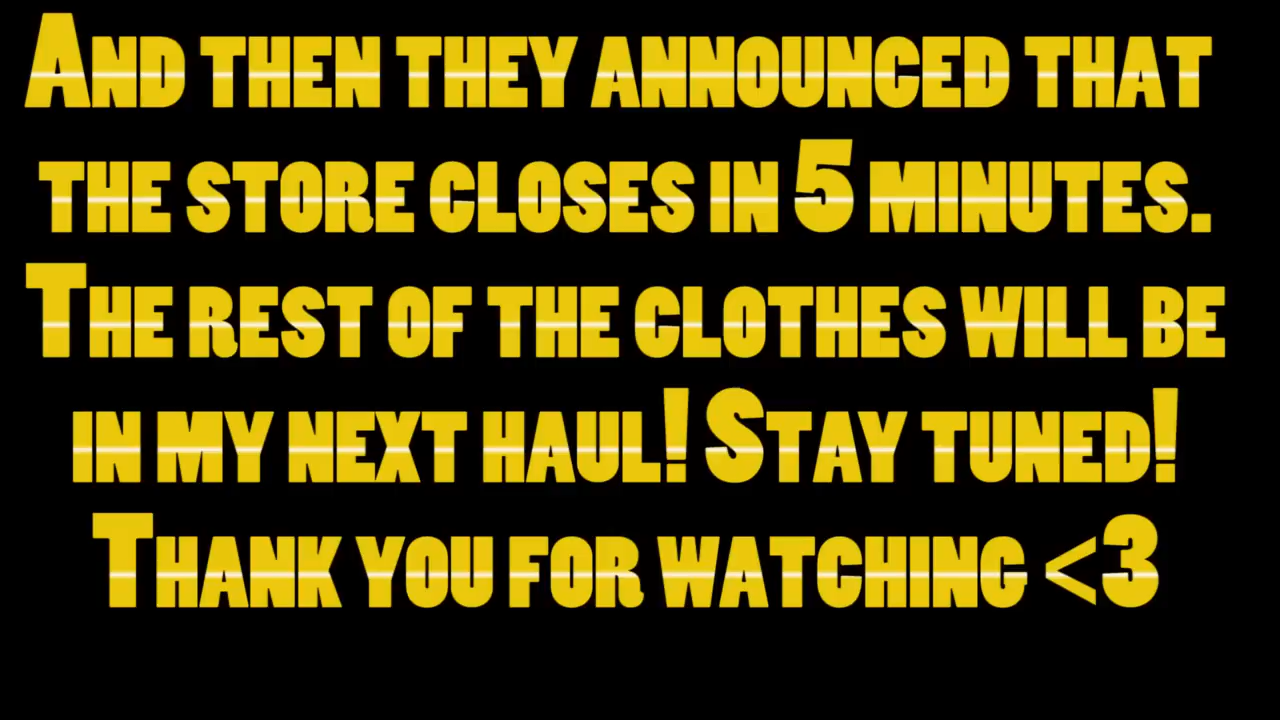 And then they announced that
the store closes in 5 minutes.
The rest of the clothes will be
in my next haul! Stay tuned!
Thank you for watching <3